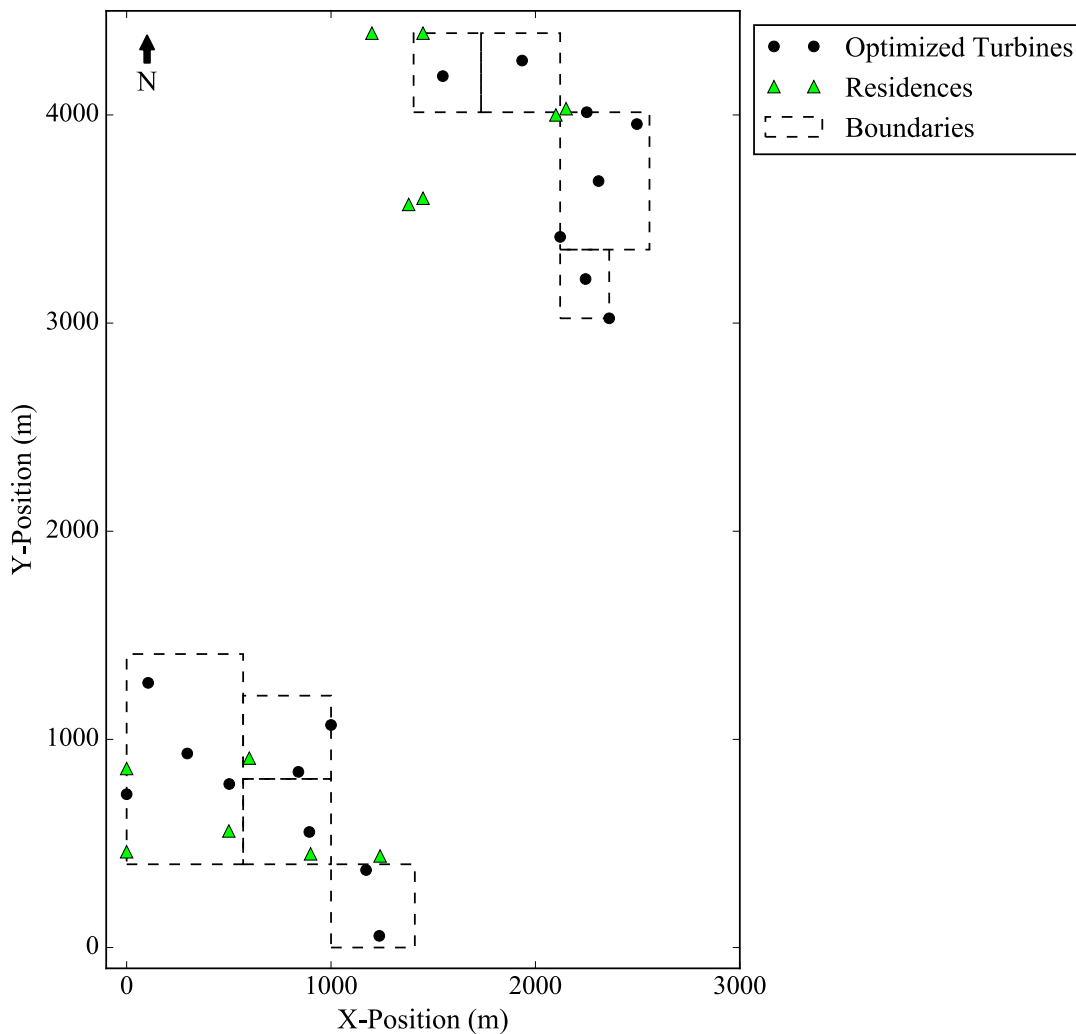 N
Optimized Turbines
Residences
Boundaries
4000
3000
2000
1000
0
Y-Position (m)
0 1000 2000 3000
X-Position (m)